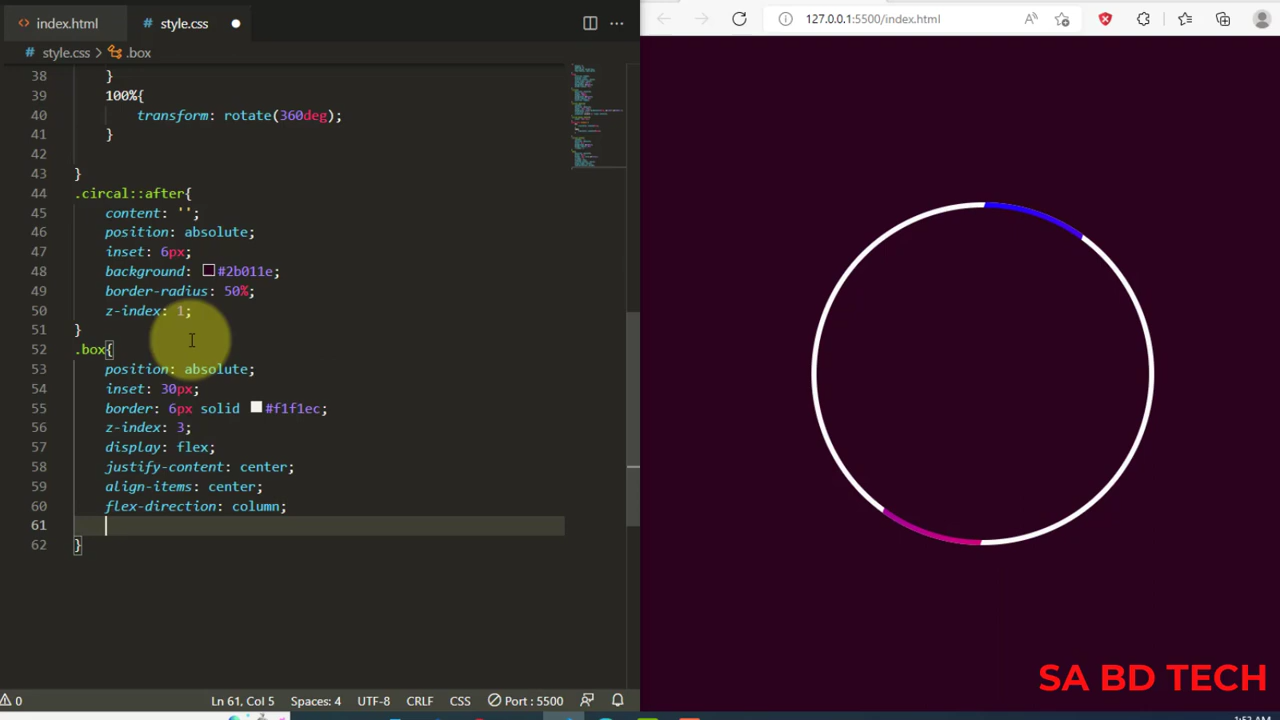 index.html
style.css
127.0.0.1:5500/index.html
style.css > .box
38 }
39 100%{
40 transform: rotate(360deg);
41 }
42
43 }
44 .circal::after{
45 content: '';
46 position: absolute;
47 inset: 6px;
48 background: #2b011e;
49 border-radius: 50%;
50 z-index: 1;
51 }
52 .box{
53 position: absolute;
54 inset: 30px;
55 border: 6px solid #f1f1ec;
56 z-index: 3;
57 display: flex;
58 justify-content: center;
59 align-items: center;
60 flex-direction: column;
61
62 }
SA BD TECH
0 Ln 61, Col 5 Spaces: 4 UTF-8 CRLF CSS Port : 5500